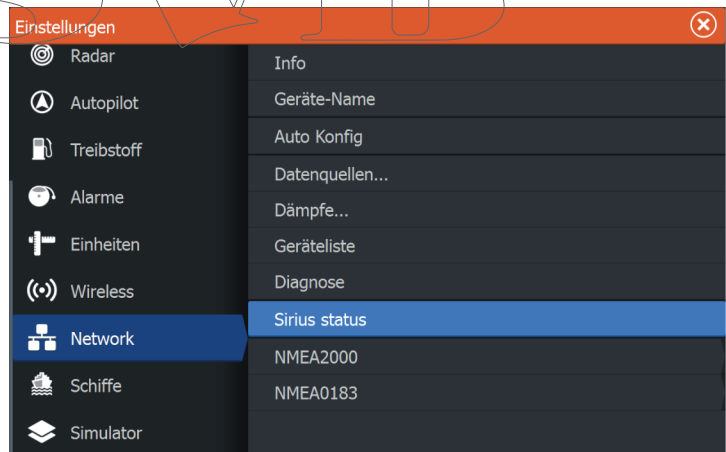 Einstellungen
Radar
Autopilot
Treibstoff
Alarme
Einheiten
Wireless
Network
Schiffe
Simulator
Info
Geräte-Name
Auto Konfig
Datenquellen...
Dämpfe...
Geräteliste
Diagnose
Sirius status
NMEA2000
NMEA0183